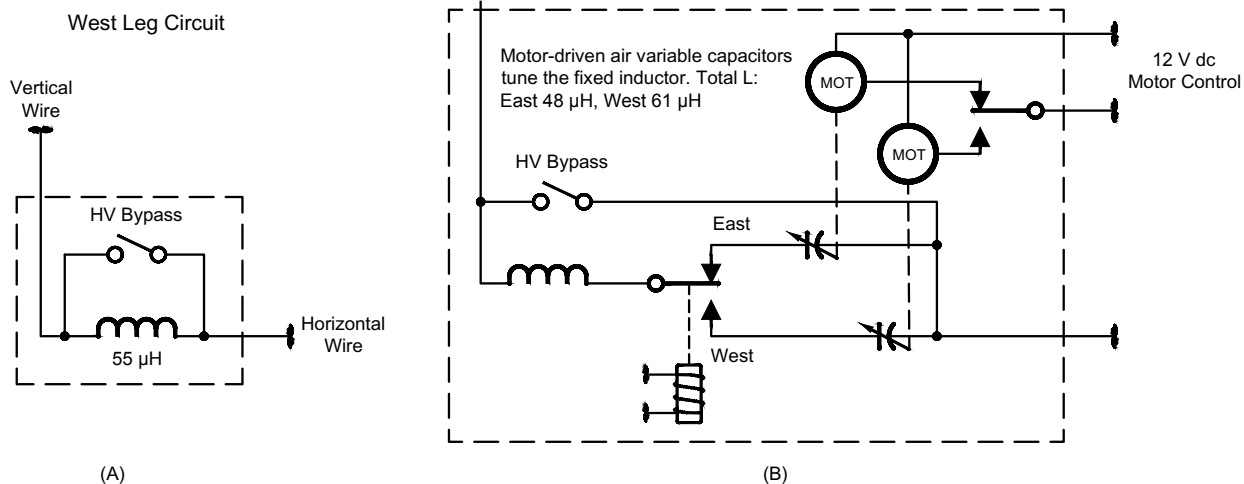 West Leg Circuit
Vertical
Wire
HV Bypass
55 µH
Horizontal
Wire
(A)
Motor-driven air variable capacitors
tune the fixed inductor. Total L:
East 48 µH, West 61 µH
MOT
MOT
12 V dc
Motor Control
HV Bypass
East
West
(B)